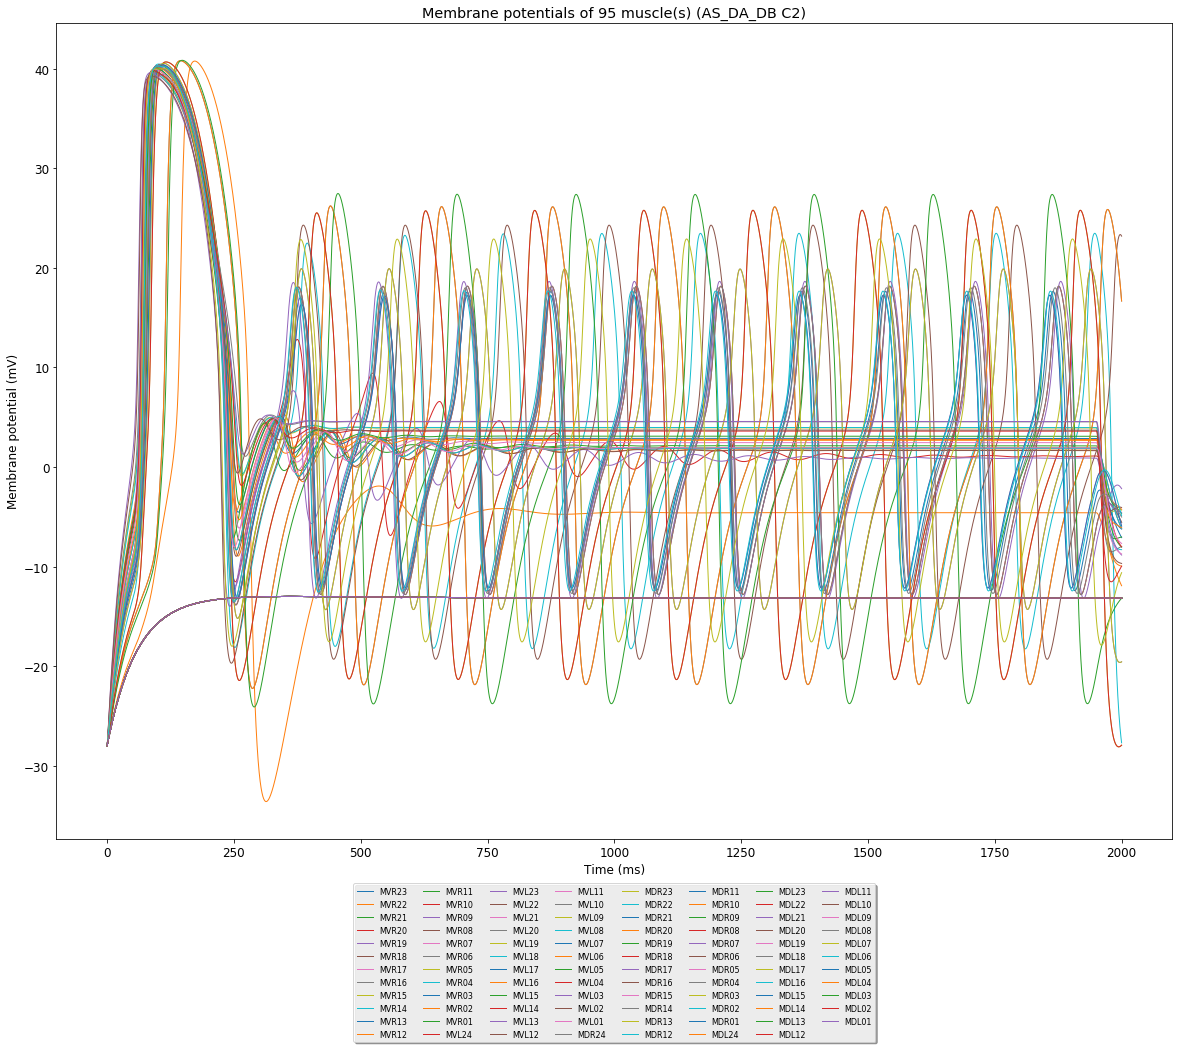 Membrane potentials of 95 muscle(s) (AS_DA_DB C2)
Membrane potential (mV)
40
30
20
10
0
−10
−20
−30
0 250 500 750 1000 1250 1500 1750 2000
Time (ms)
MVR23 MVR11 MVL23 MVL11 MDR23 MDR11 MDL23 MDL11
MVR22 MVR10 MVL22 MVL10 MDR22 MDR10 MDL22 MDL10
MVR21 MVR09 MVL21 MVL09 MDR21 MDR09 MDL21 MDL09
MVR20 MVR08 MVL20 MVL08 MDR20 MDR08 MDL20 MDL08
MVR19 MVR07 MVL19 MVL07 MDR19 MDR07 MDL19 MDL07
MVR18 MVR06 MVL18 MVL06 MDR18 MDR06 MDL18 MDL06
MVR17 MVR05 MVL17 MVL05 MDR17 MDR05 MDL17 MDL05
MVR16 MVR04 MVL16 MVL04 MDR16 MDR04 MDL16 MDL04
MVR15 MVR03 MVL15 MVL03 MDR15 MDR03 MDL15 MDL03
MVR14 MVR02 MVL14 MVL02 MDR14 MDR02 MDL14 MDL02
MVR13 MVR01 MVL13 MVL01 MDR13 MDR01 MDL13 MDL01
MVR12 MVL24 MVL12 MDR24 MDR12 MDL24 MDL12